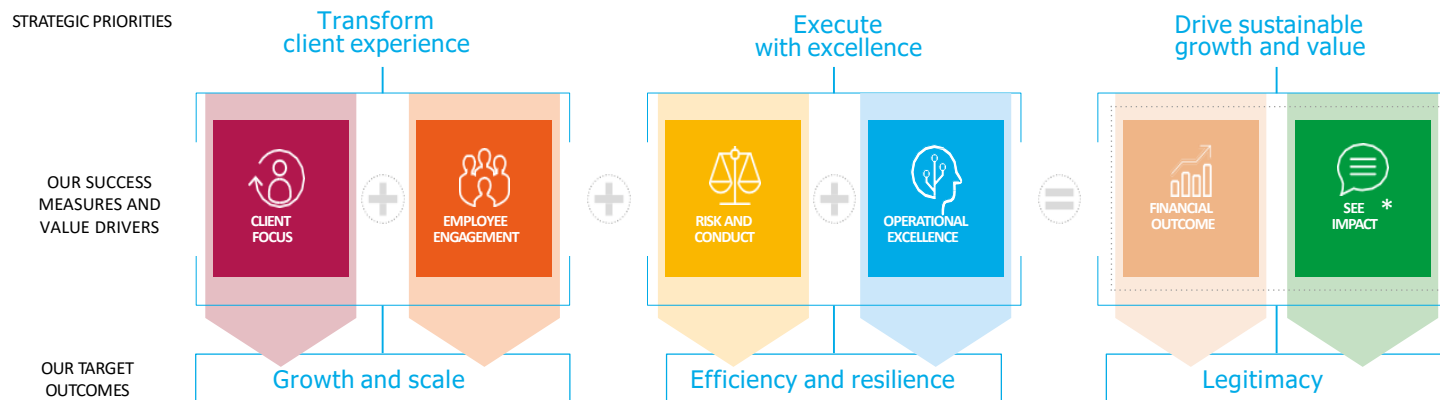 STRATEGIC PRIORITIES
Transform
client experience
Execute
with excellence
Drive sustainable
growth and value
OUR SUCCESS
MEASURES AND
VALUE DRIVERS
CLIENT
FOCUS
EMPLOYEE
ENGAGEMENT
RISK AND
CONDUCT
OPERATIONAL
EXCELLENCE
FINANCIAL
OUTCOME
SEE *
IMPACT
OUR TARGET
OUTCOMES
Growth and scale
Efficiency and resilience
Legitimacy